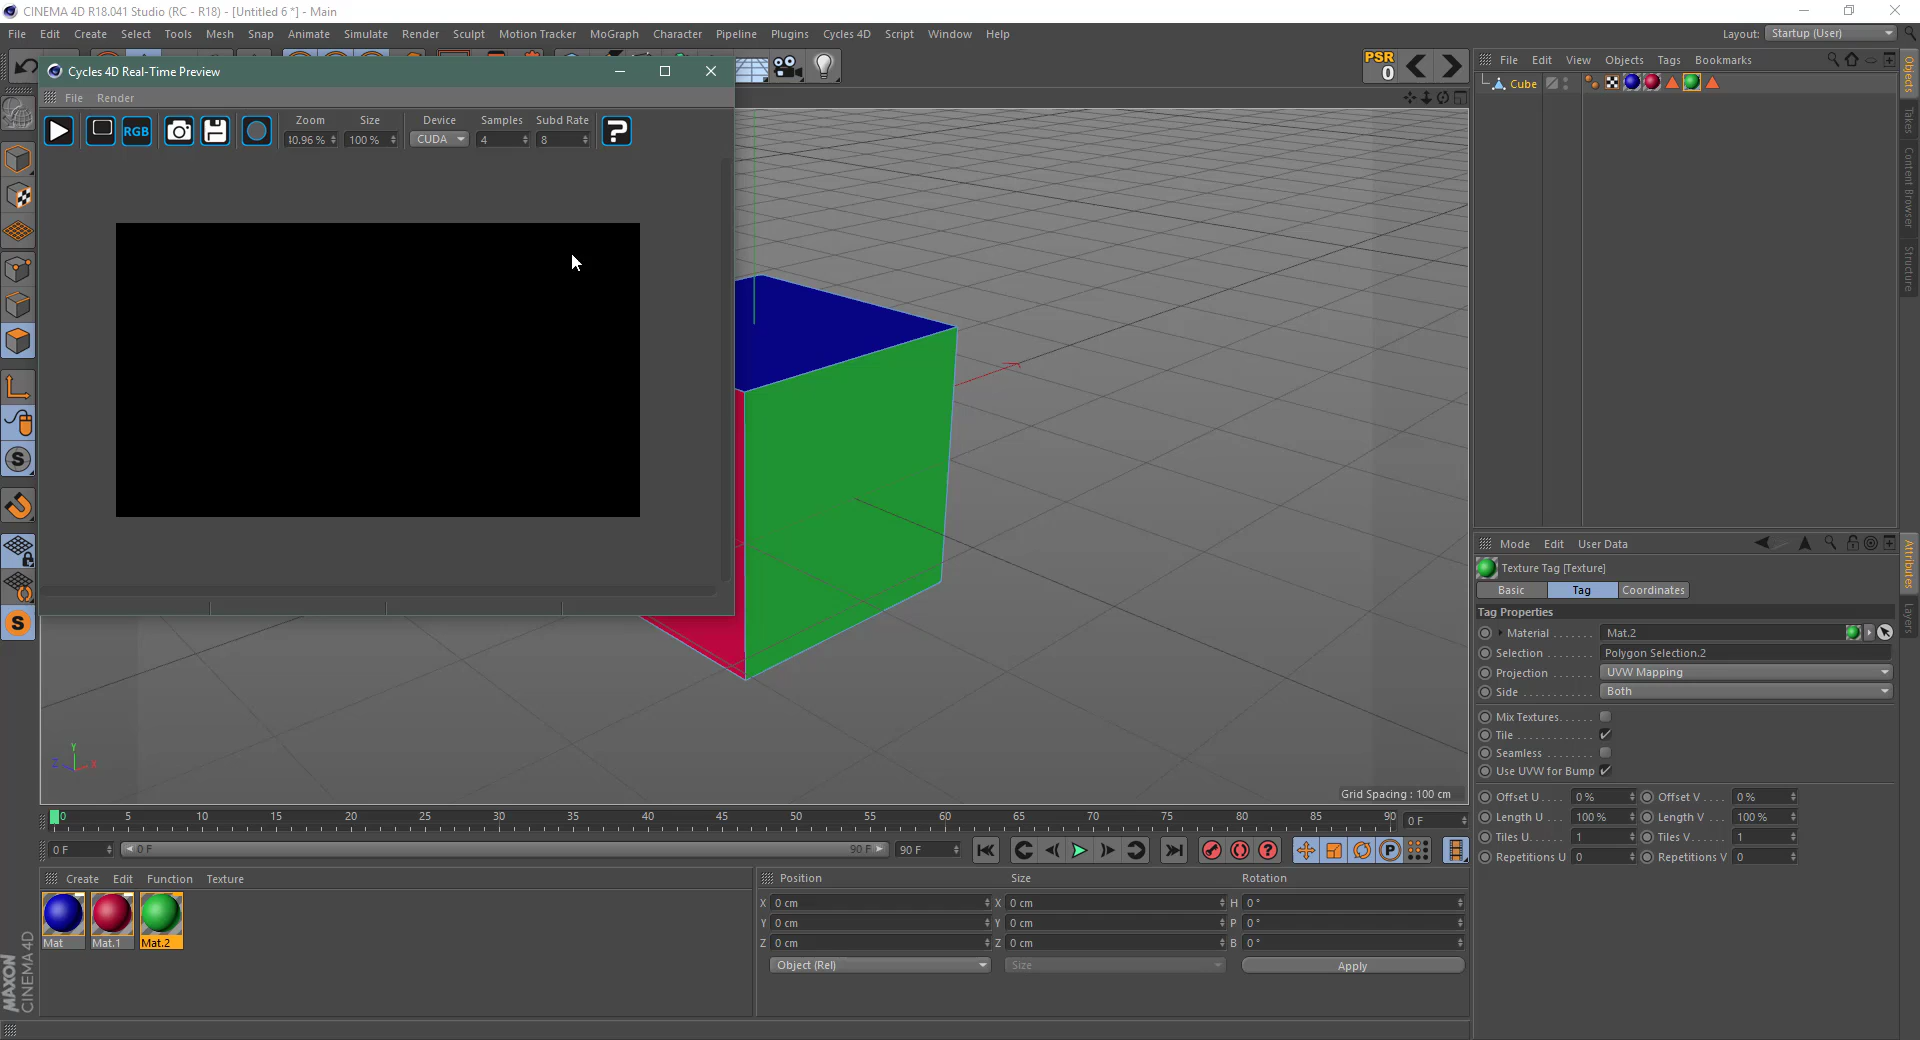 CINEMA 4D R18.041 Studio (RC - R18) - [Untitled 6 *] - Main
File Edit Create Select Tools Mesh Snap Animate Simulate Render Sculpt Motion Tracker MoGraph Character Pipeline Plugins Cycles 4D Script Window Help
Layout: Startup (User)
Cycles 4D Real-Time Preview
File Render
RGB
Zoom Size Device Samples Subd Rate
10.96 % 100 % CUDA 4 8
?
PSR
0
File Edit View Objects Tags Bookmarks
Cube
Objects
Takes
Content Browser
Structure
Mode Edit User Data
Texture Tag [Texture]
Basic Tag Coordinates
Tag Properties
Material . . . . . . . Mat.2
Selection . . . . . . . Polygon Selection.2
Projection . . . . . . UVW Mapping
Side . . . . . . . . . . . . Both
Mix Textures. . . . . .
Tile . . . . . . . . . . . . .
Seamless . . . . . . . .
Use UVW for Bump
Offset U . . . . 0 % Offset V . . . . 0 %
Length U . . . 100 % Length V . . . 100 %
Tiles U. . . . . 1 Tiles V. . . . . 1
Repetitions U 0 Repetitions V 0
Attributes
Layers
Y
Z X
Grid Spacing : 100 cm
0 5 10 15 20 25 30 35 40 45 50 55 60 65 70 75 80 85 90 0 F
0 F 0 F 90 F 90 F
P
S
S
Create Edit Function Texture
Mat Mat.1 Mat.2
Position Size Rotation
X 0 cm X 0 cm H 0 °
Y 0 cm Y 0 cm P 0 °
Z 0 cm Z 0 cm B 0 °
Object (Rel) Size Apply
MAXON
CINEMA 4D